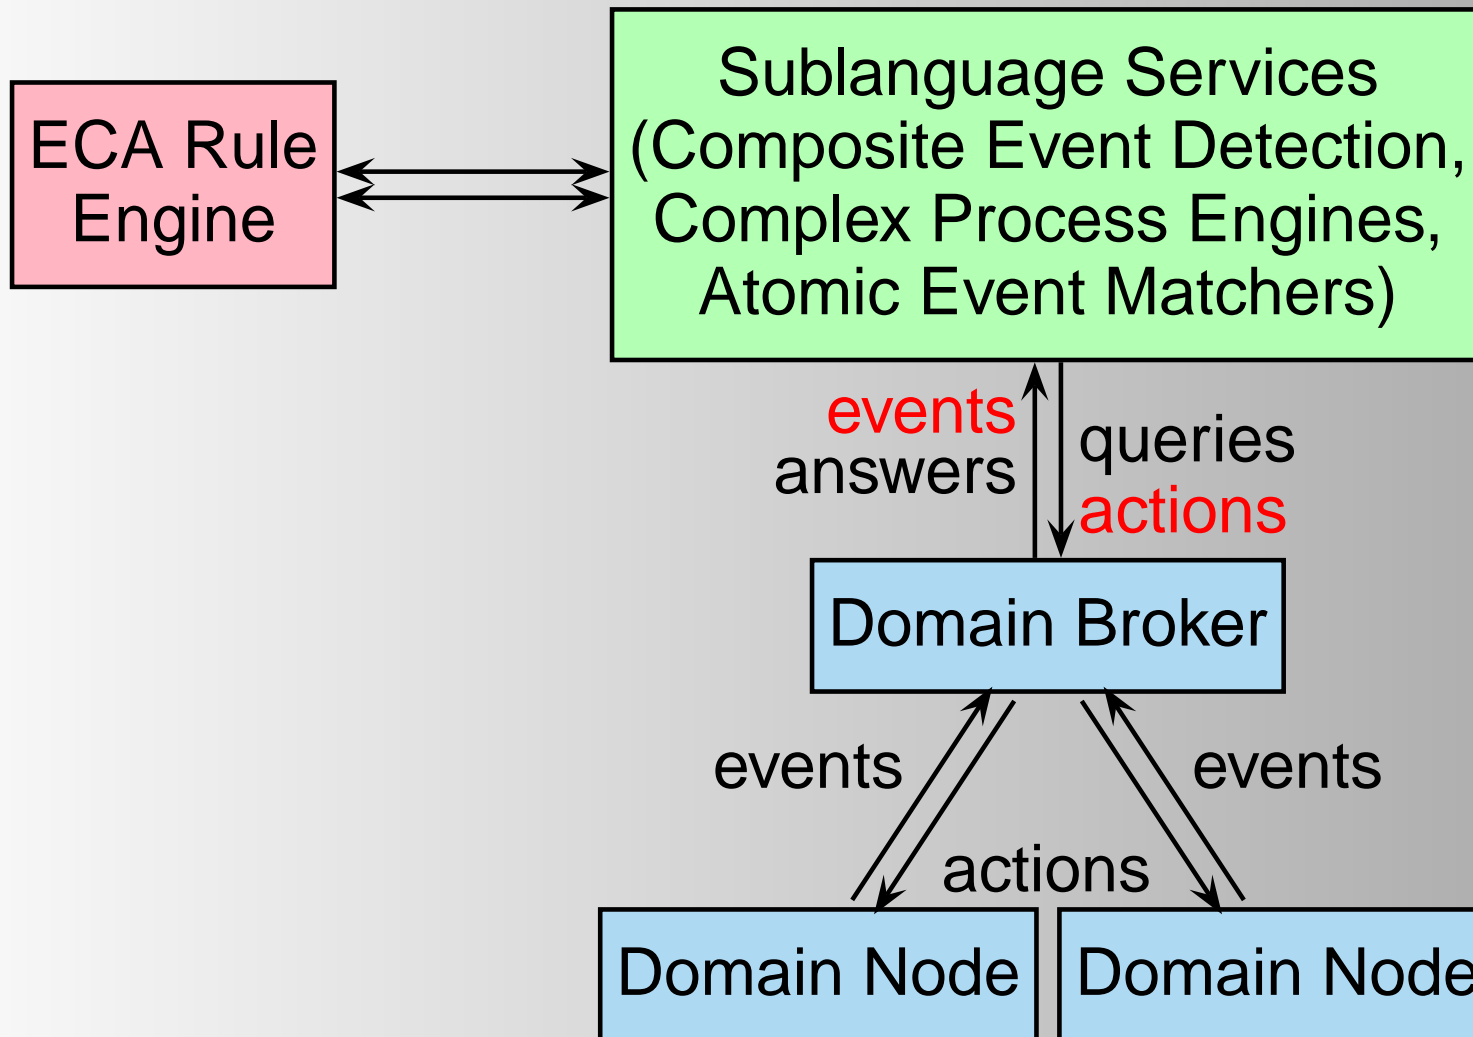 ECA Rule
Engine
Sublanguage Services
(Composite Event Detection,
Complex Process Engines,
Atomic Event Matchers)
events
answers
queries
actions
Domain Broker
events
events
actions
Domain Node
Domain Node